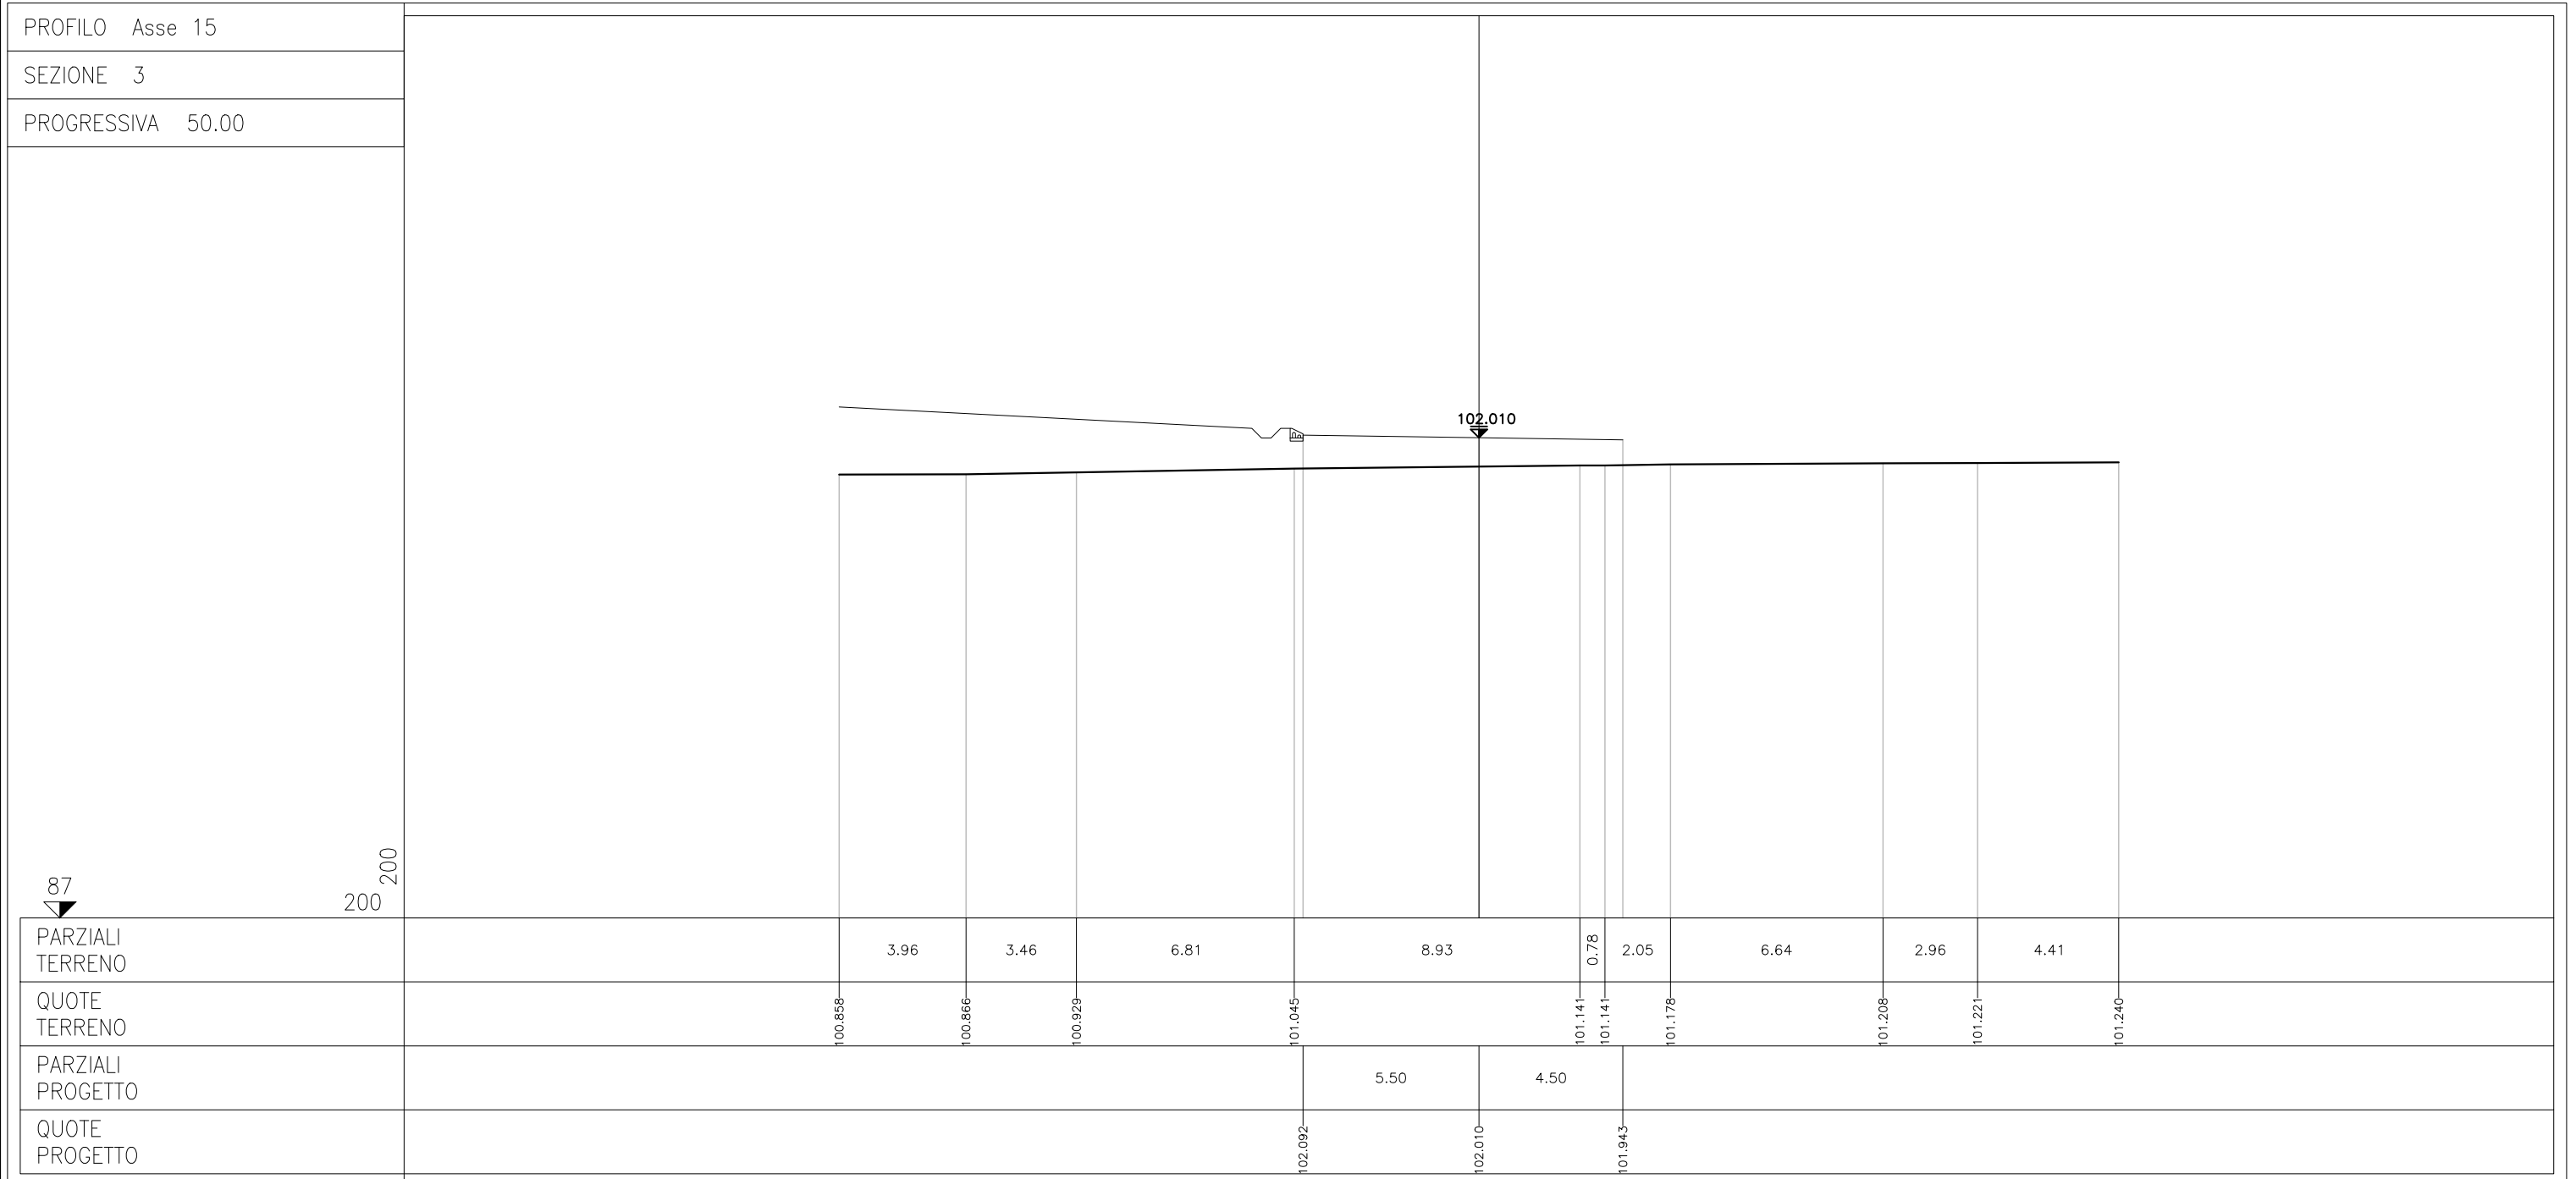 PROFILO Asse 15
SEZIONE 3
PROGRESSIVA 50.00
102.010
P
200
87
200
PARZIALI
TERRENO
3.96 3.46 6.81 8.93 0.78 2.05 6.64 2.96 4.41
QUOTE
TERRENO
100.858 100.866 100.929 101.045 101.141 101.141 101.178 101.208 101.221 101.240
PARZIALI
PROGETTO
5.50 4.50
QUOTE
PROGETTO
102.092 102.010 101.943